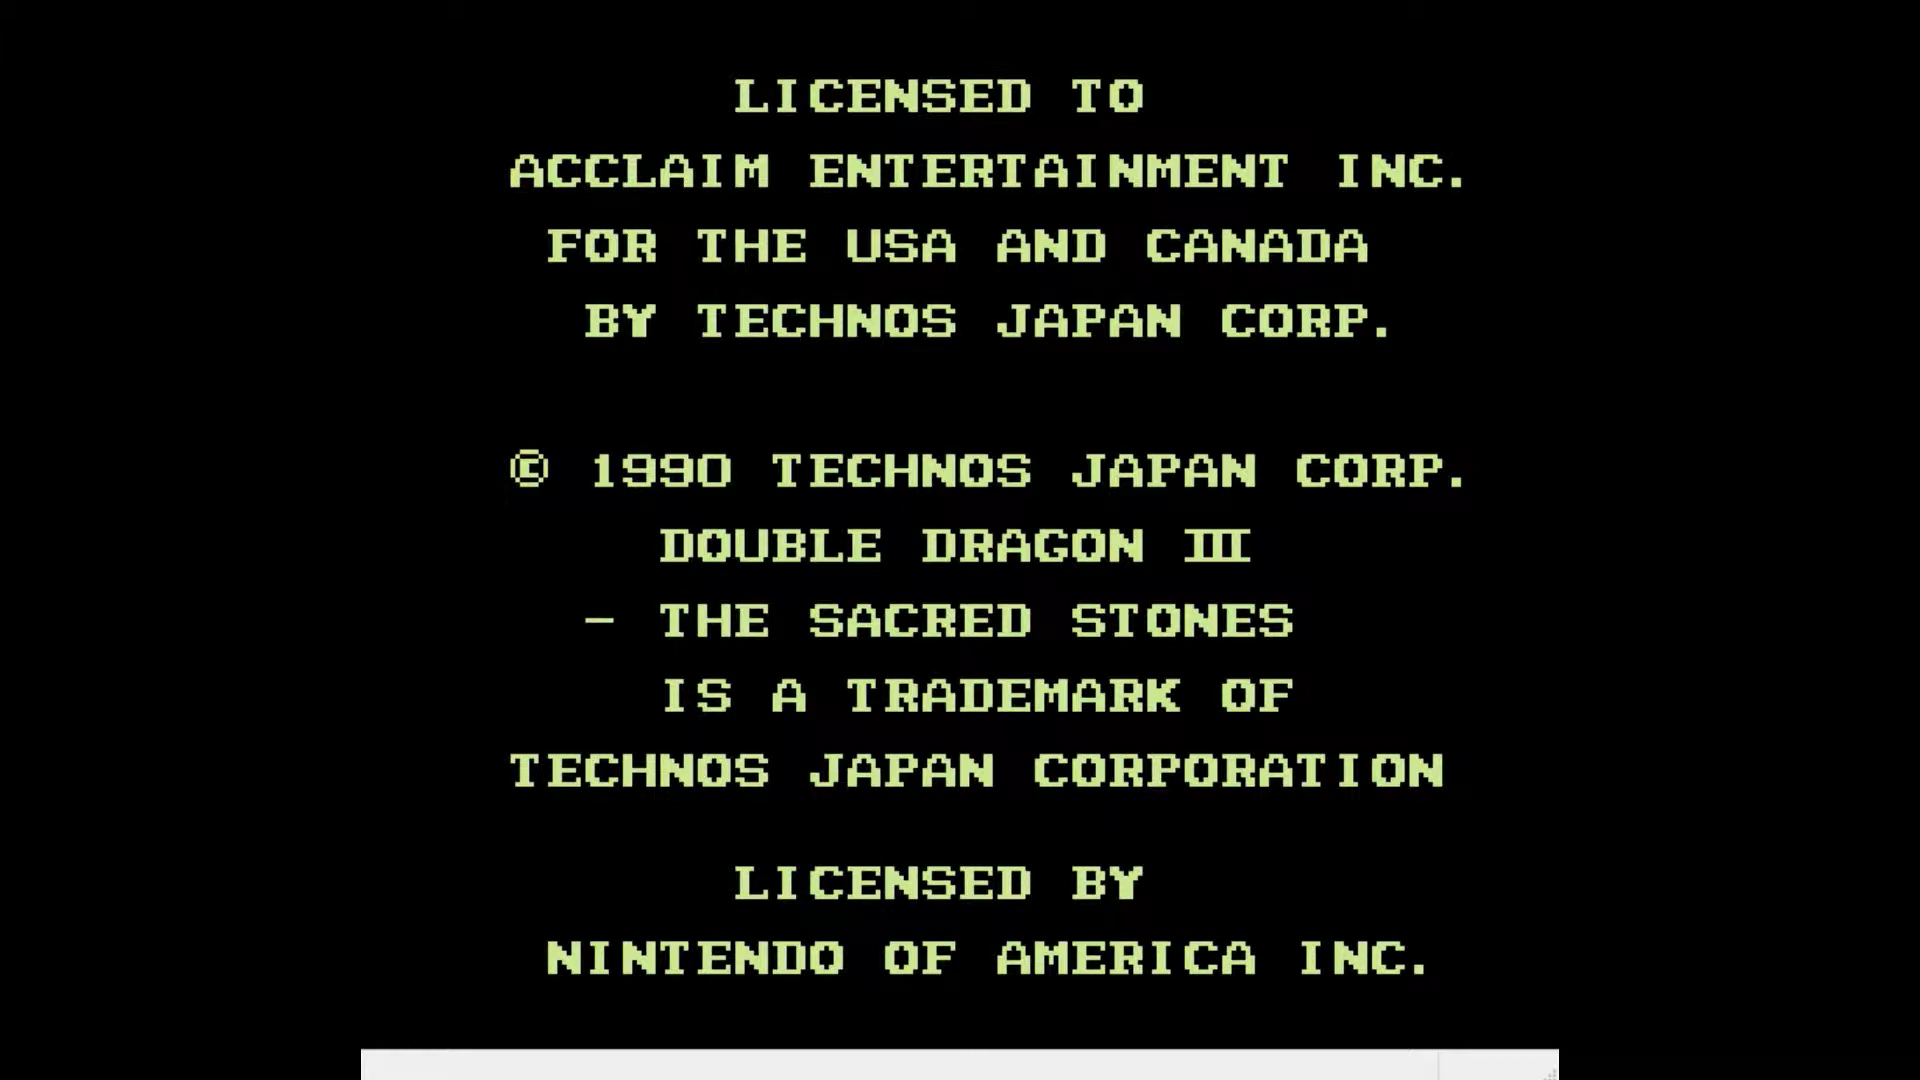 LICENSED TO
ACCLAIM ENTERTAINMENT INC.
FOR THE USA AND CANADA
BY TECHNOS JAPAN CORP.
© 1990 TECHNOS JAPAN CORP.
DOUBLE DRAGON III
- THE SACRED STONES
IS A TRADEMARK OF
TECHNOS JAPAN CORPORATION
LICENSED BY
NINTENDO OF AMERICA INC.